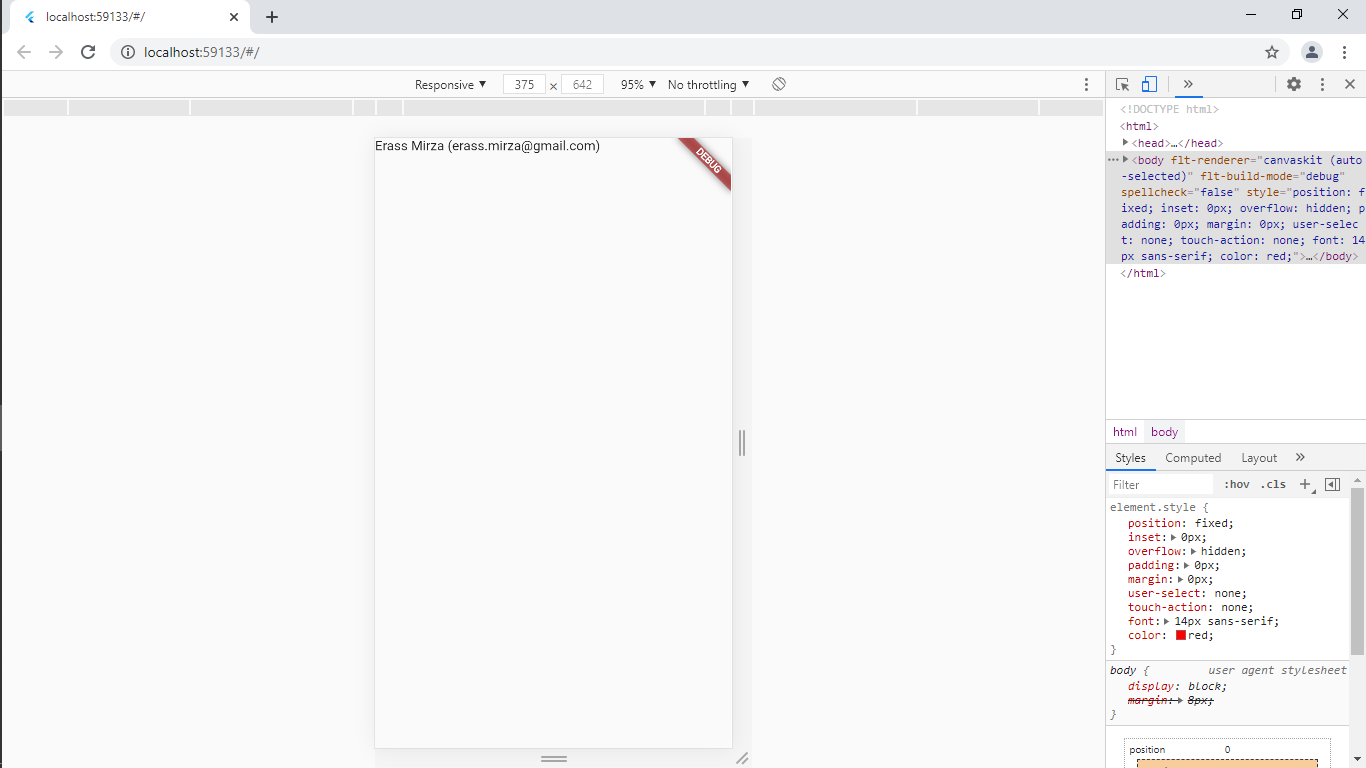 localhost:59133/#/
localhost:59133/#/
Responsive 375 × 642 95% No throttling
Erass Mirza (erass.mirza@gmail.com)
DEBUG
<!DOCTYPE html>
<html>
<head>…</head>
<body flt-renderer="canvaskit (auto
-selected)" flt-build-mode="debug"
spellcheck="false" style="position: f
ixed; inset: 0px; overflow: hidden; p
adding: 0px; margin: 0px; user-selec
t: none; touch-action: none; font: 14
px sans-serif; color: red;">…</body>
</html>
html body
Styles Computed Layout
Filter :hov .cls
element.style {
position: fixed;
inset: 0px;
overflow: hidden;
padding: 0px;
margin: 0px;
user-select: none;
touch-action: none;
font: 14px sans-serif;
color: red;
}
body { user agent stylesheet
display: block;
margin: 8px;
}
position 0